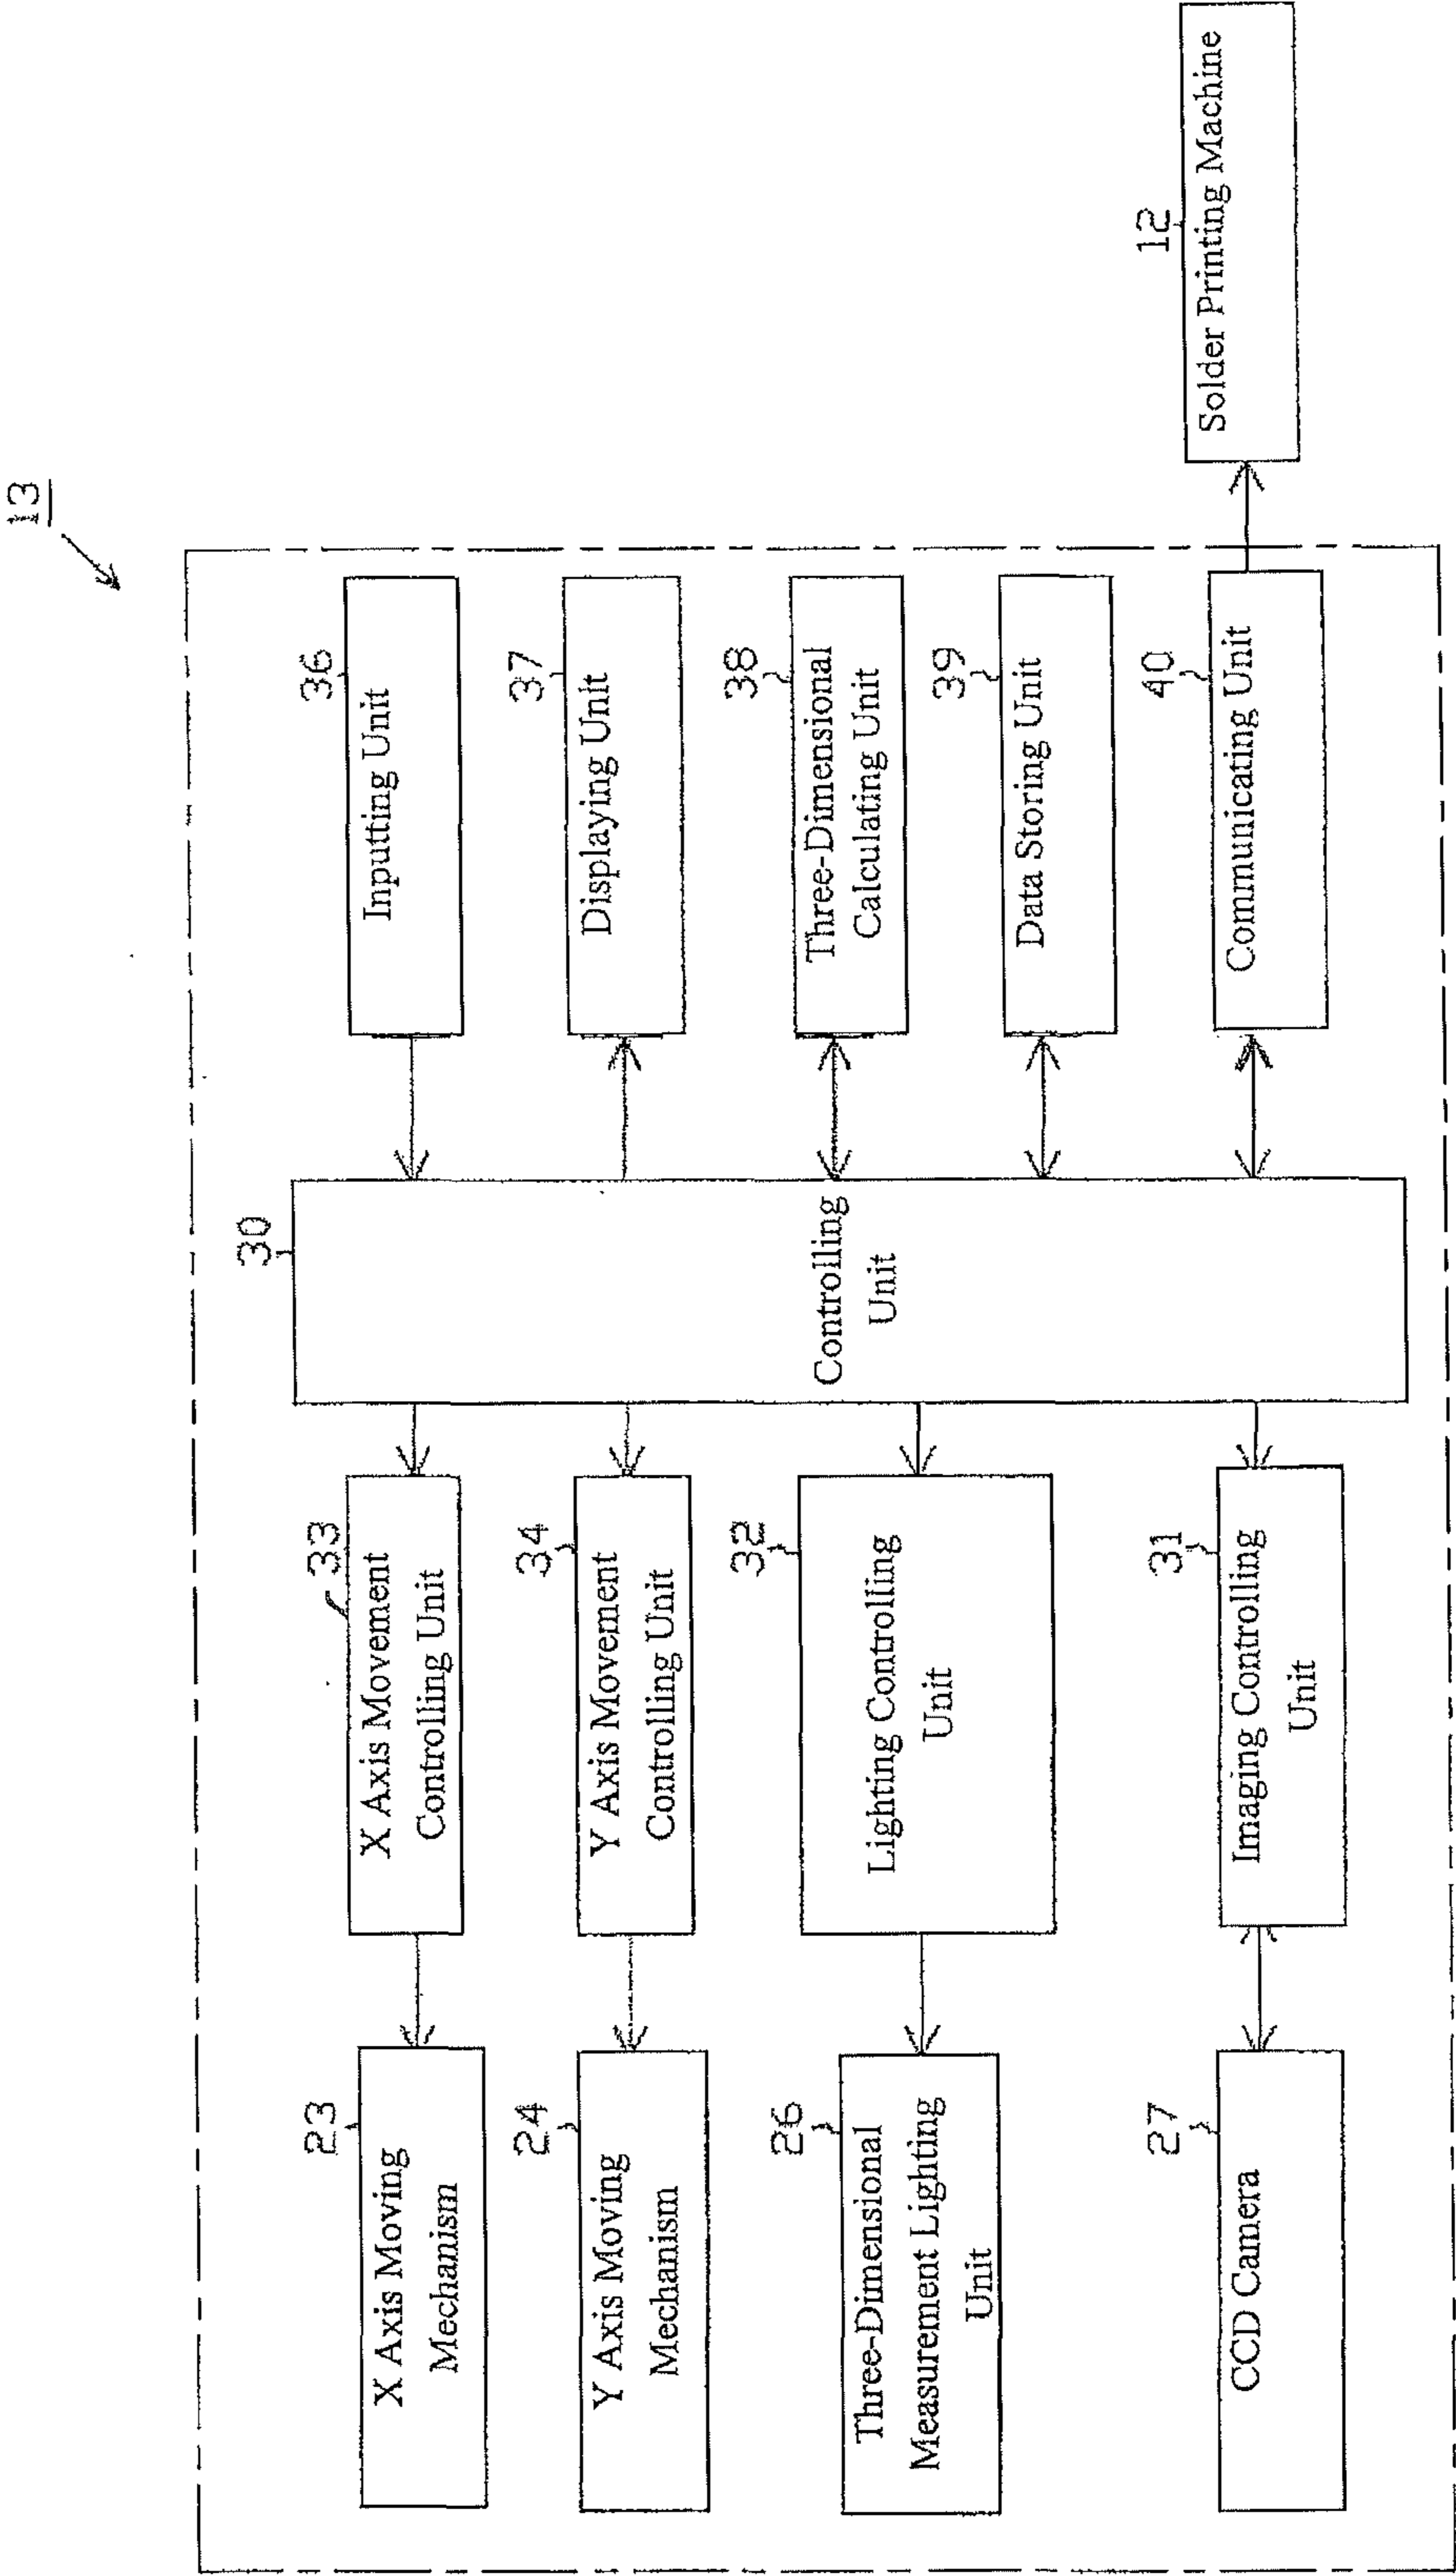 13
23
X Axis Moving
Mechanism
33
X Axis Movement
Controlling Unit
30
Controlling
Unit
36
Inputting Unit
24
Y Axis Moving
Mechanism
34
Y Axis Movement
Controlling Unit
37
Displaying Unit
26
Three-Dimensional
Measurement Lighting
Unit
32
Lighting Controlling
Unit
38
Three-Dimensional
Calculating Unit
39
Data Storing Unit
27
CCD Camera
31
Imaging Controlling
Unit
40
Communicating Unit
12
Solder Printing Machine